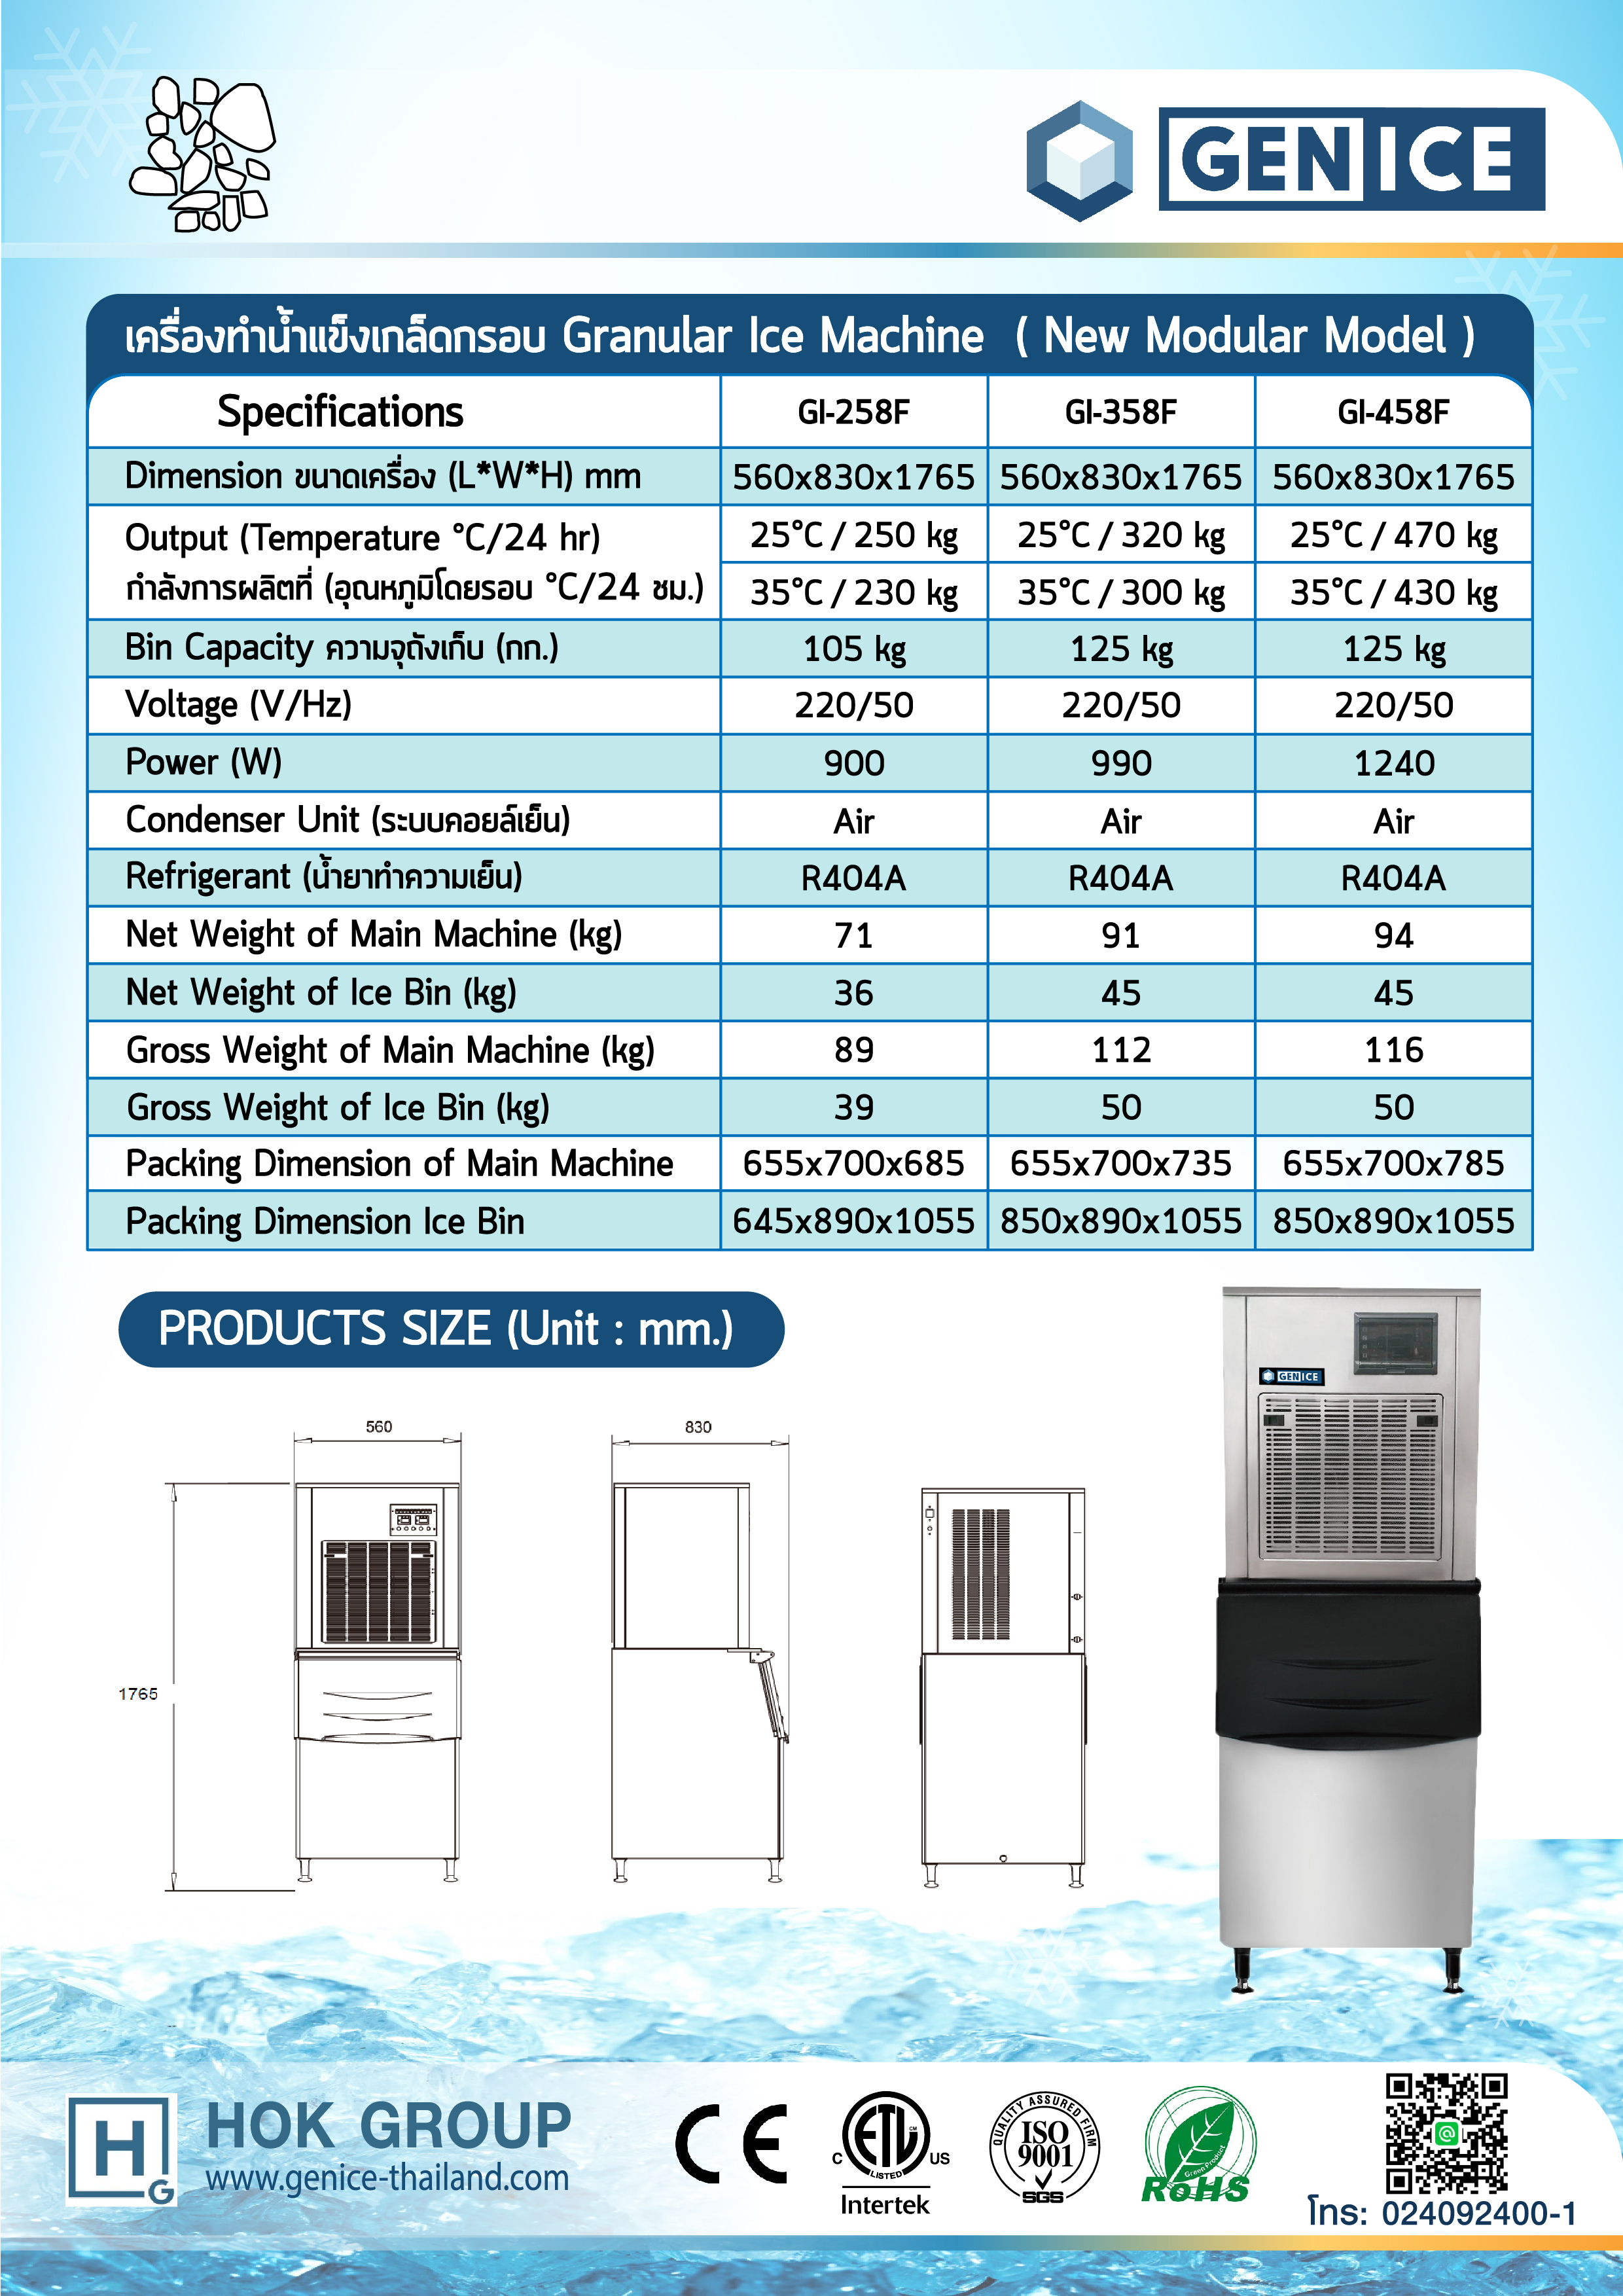 GENICE
เครื่องทำน้ำแข็งเกล็ดกรอบ Granular Ice Machine ( New Modular Model )
Specifications GI-258F GI-358F GI-458F
Dimension ขนาดเครื่อง (L*W*H) mm 560x830x1765 560x830x1765 560x830x1765
Output (Temperature °C/24 hr) 25°C / 250 kg 25°C / 320 kg 25°C / 470 kg
กำลังการผลิตที่ (อุณหภูมิโดยรอบ °C/24 ชม.) 35°C / 230 kg 35°C / 300 kg 35°C / 430 kg
Bin Capacity ความจุถังเก็บ (กก.) 105 kg 125 kg 125 kg
Voltage (V/Hz) 220/50 220/50 220/50
Power (W) 900 990 1240
Condenser Unit (ระบบคอยล์เย็น) Air Air Air
Refrigerant (น้ำยาทำความเย็น) R404A R404A R404A
Net Weight of Main Machine (kg) 71 91 94
Net Weight of Ice Bin (kg) 36 45 45
Gross Weight of Main Machine (kg) 89 112 116
Gross Weight of Ice Bin (kg) 39 50 50
Packing Dimension of Main Machine 655x700x685 655x700x735 655x700x785
Packing Dimension Ice Bin 645x890x1055 850x890x1055 850x890x1055
PRODUCTS SIZE (Unit : mm.)
GENICE
560
830
1765
HG
HOK GROUP
www.genice-thailand.com
CE
ETL
CM
C US
LISTED
Intertek
QUALITY ASSURED FIRM
ISO
9001
SGS
Green Product
RoHS
@
โทร: 024092400-1